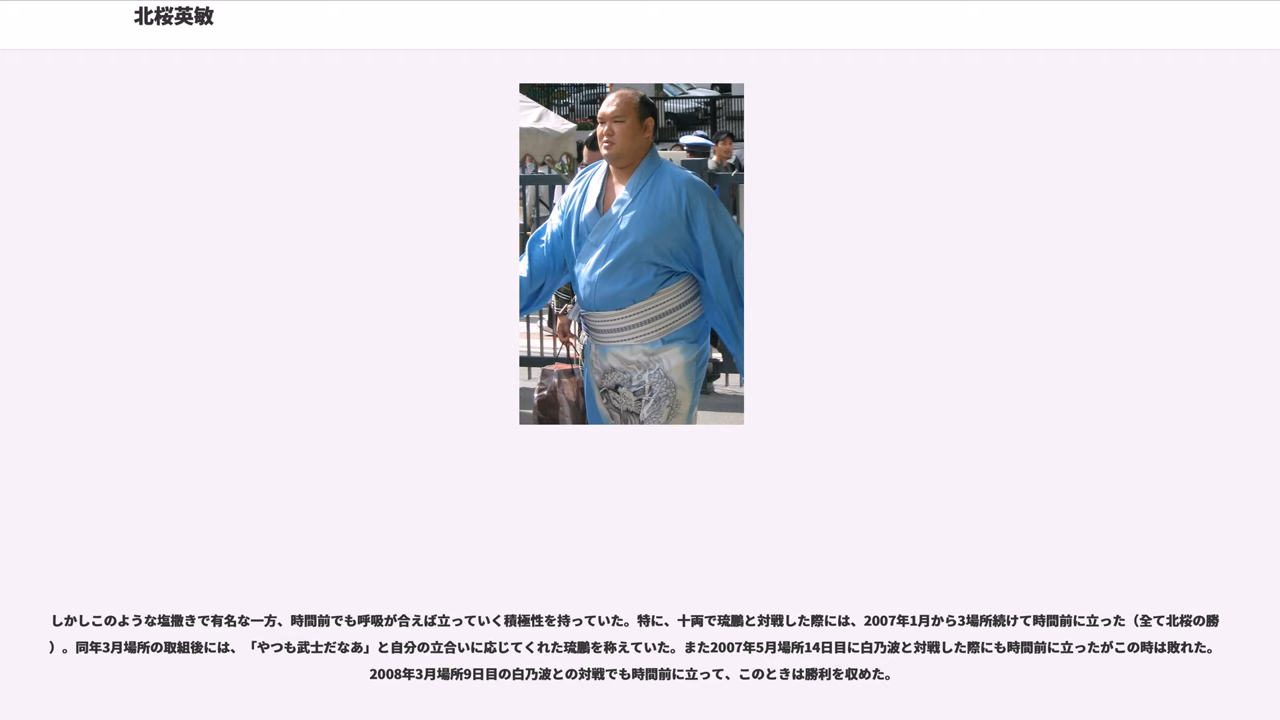 北桜英敏
しかしこのような塩撒きで有名な一方、時間前でも呼吸が合えば立っていく積極性を持っていた。特に、十両で琉鵬と対戦した際には、2007年1月から3場所続けて時間前に立った（全て北桜の勝
）。同年3月場所の取組後には、「やつも武士だなあ」と自分の立合いに応じてくれた琉鵬を称えていた。また2007年5月場所14日目に白乃波と対戦した際にも時間前に立ったがこの時は敗れた。
2008年3月場所9日目の白乃波との対戦でも時間前に立って、このときは勝利を収めた。